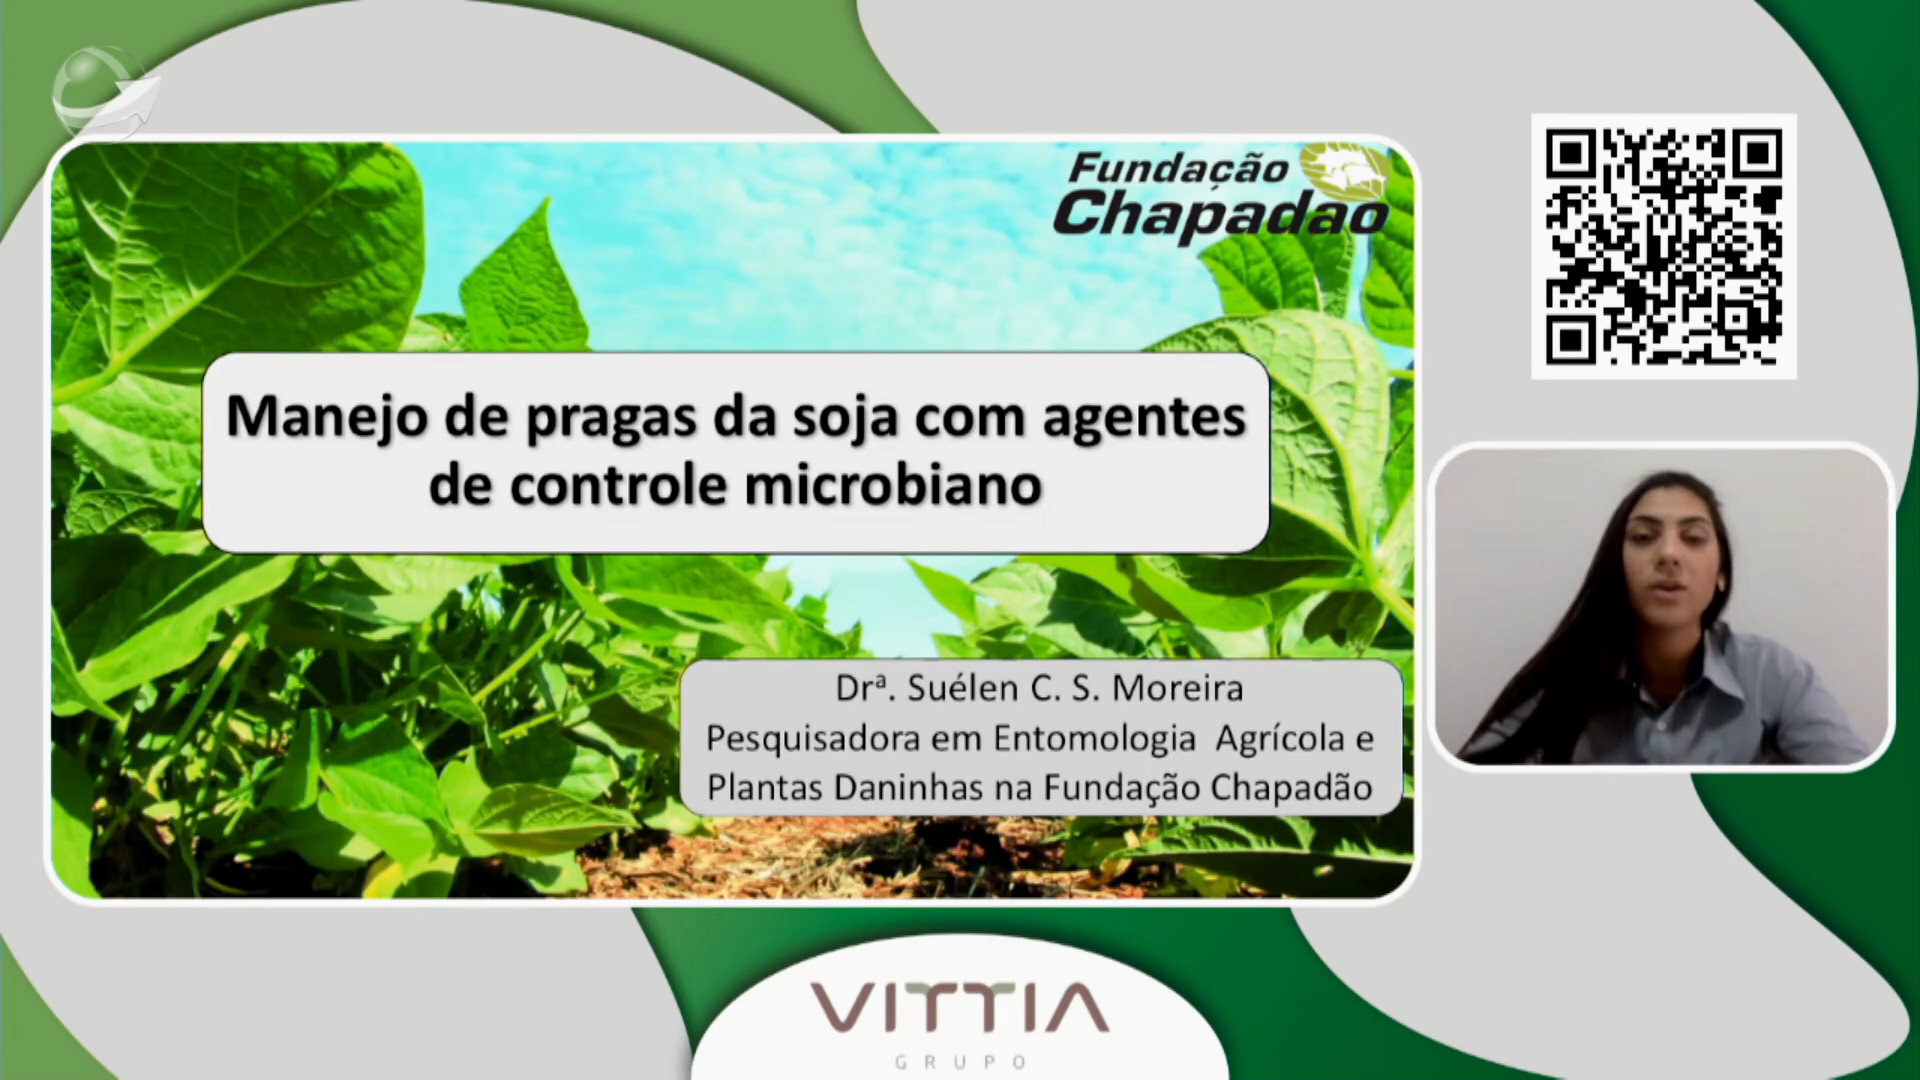 Fundação
Chapadão
Manejo de pragas da soja com agentes
de controle microbiano
Drª. Suélen C. S. Moreira
Pesquisadora em Entomologia Agrícola e
Plantas Daninhas na Fundação Chapadão
VITTIA
GRUPO